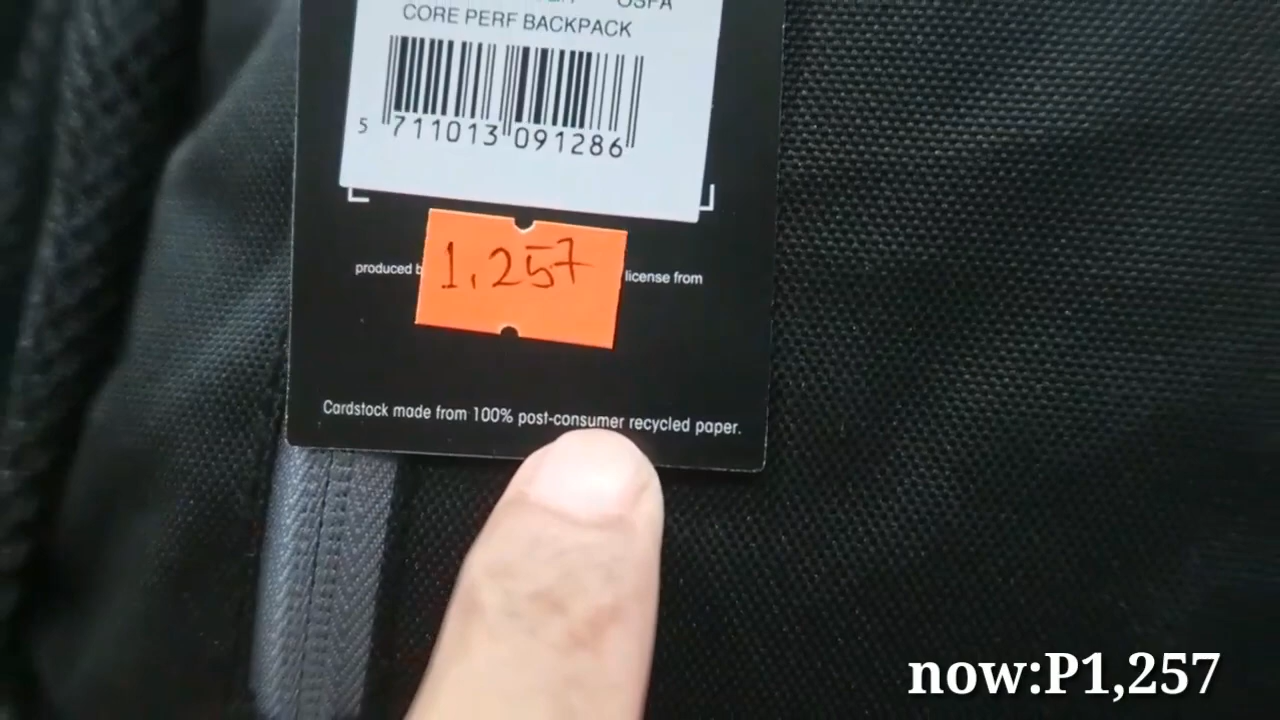 OSFA
CORE PERF BACKPACK
5 711013 091286
1,257
produced b license from
Cardstock made from 100% post-consumer recycled paper.
now:P1,257